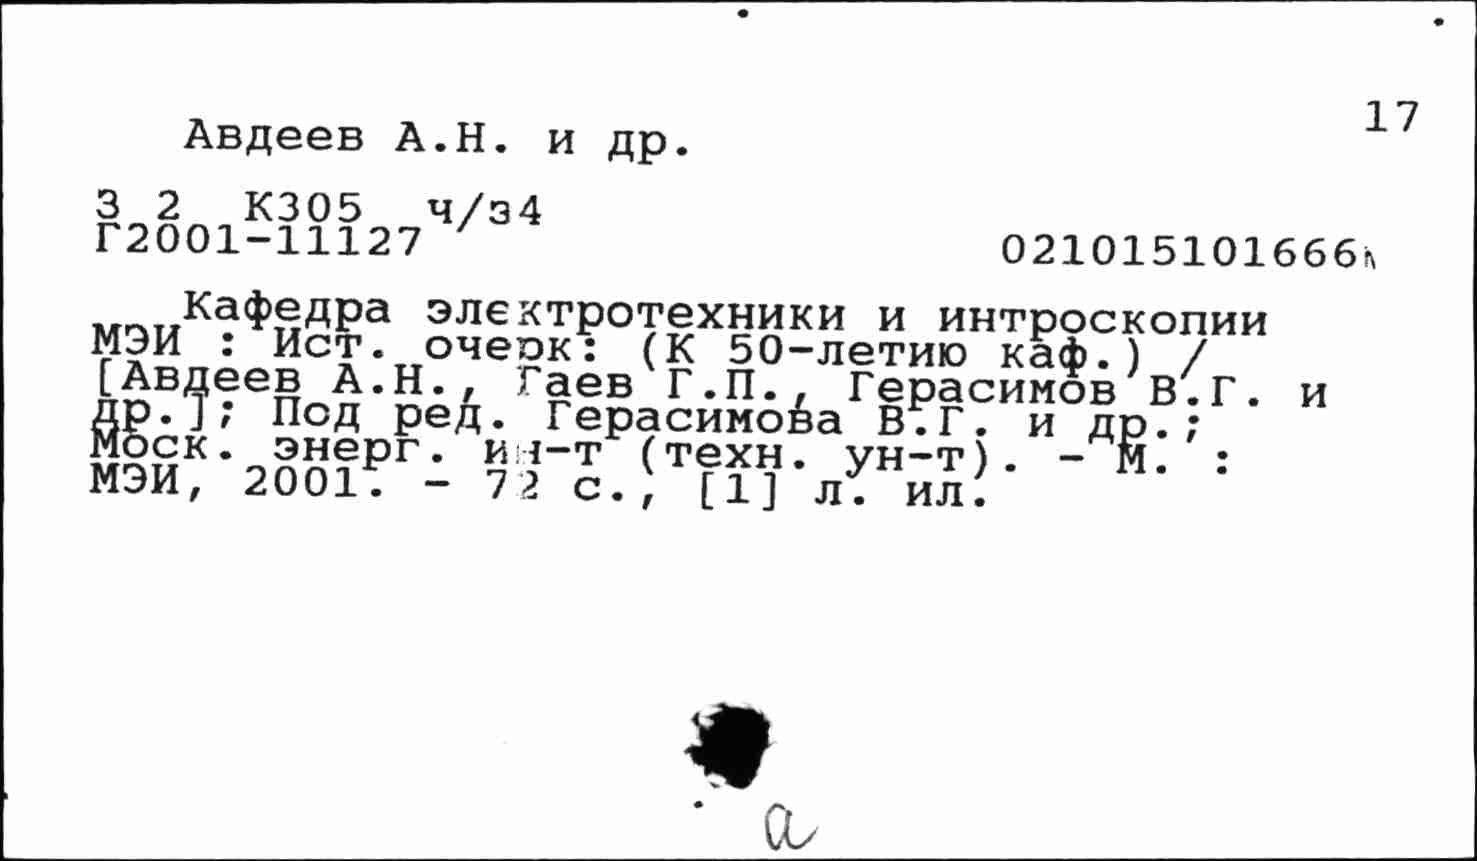 17
Авдеев А.Н. и др.
З 2 К305 ч/з4
Г2001-11127
021015101666
Кафедра электротехники и интроскопии
МЭИ : Ист. очерк: (К 50-летию каф.) /
[Авдеев А.Н., Гаев Г.П., Герасимов В.Г. и
др.]; Под ред. Герасимова В.Г. и др.;
Моск. энерг. ин-т (техн. ун-т). - М. :
МЭИ, 2001. - 72 с., [1] л. ил.
а